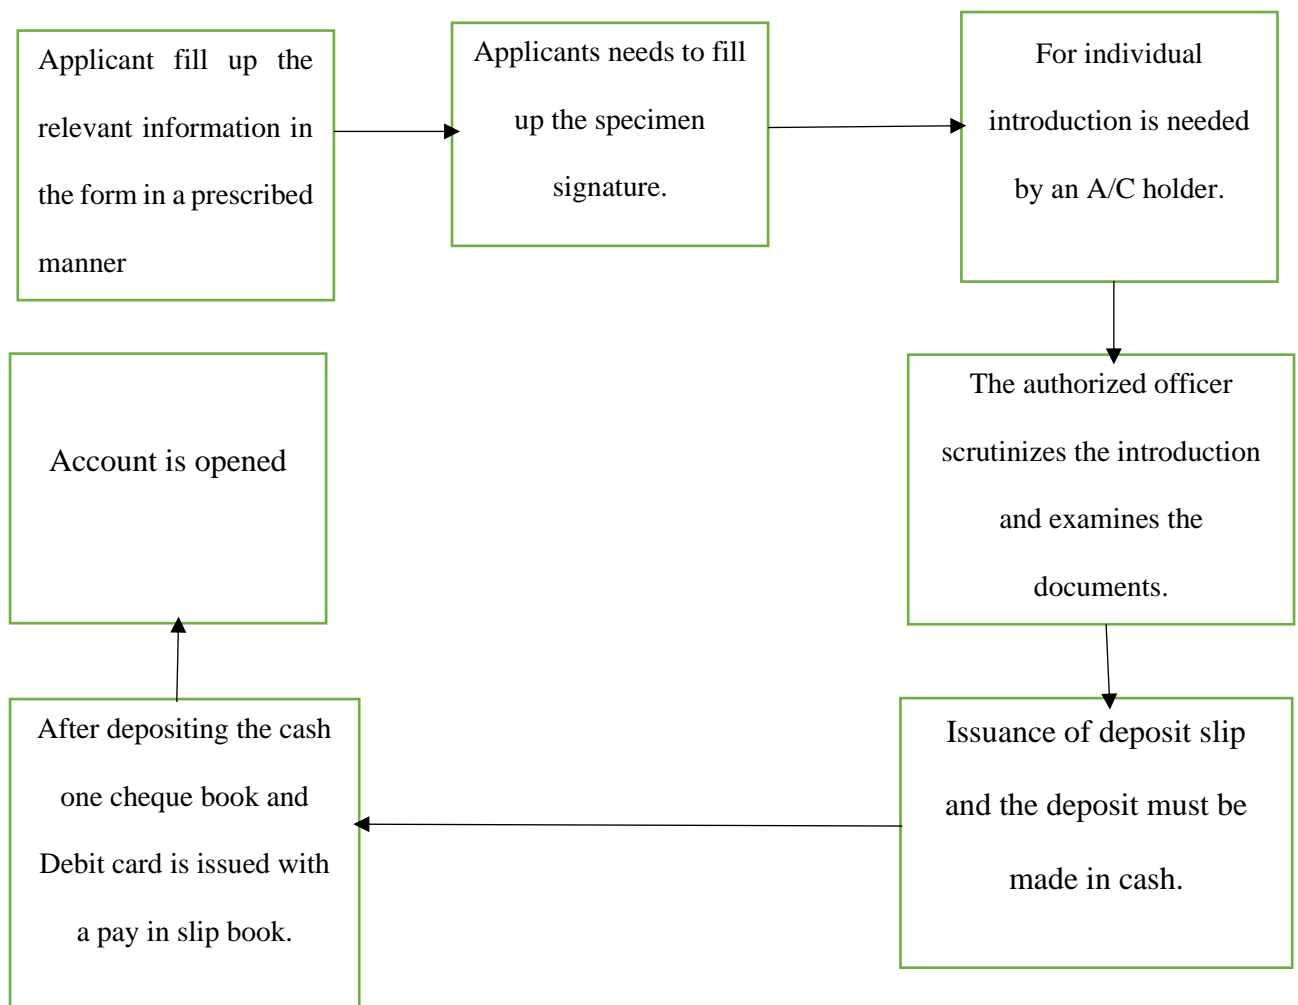 Applicant fill up the
relevant information in
the form in a prescribed
manner
Applicants needs to fill
up the specimen
signature.
For individual
introduction is needed
by an A/C holder.
The authorized officer
scrutinizes the introduction
and examines the
documents.
Issuance of deposit slip
and the deposit must be
made in cash.
After depositing the cash
one cheque book and
Debit card is issued with
a pay in slip book.
Account is opened